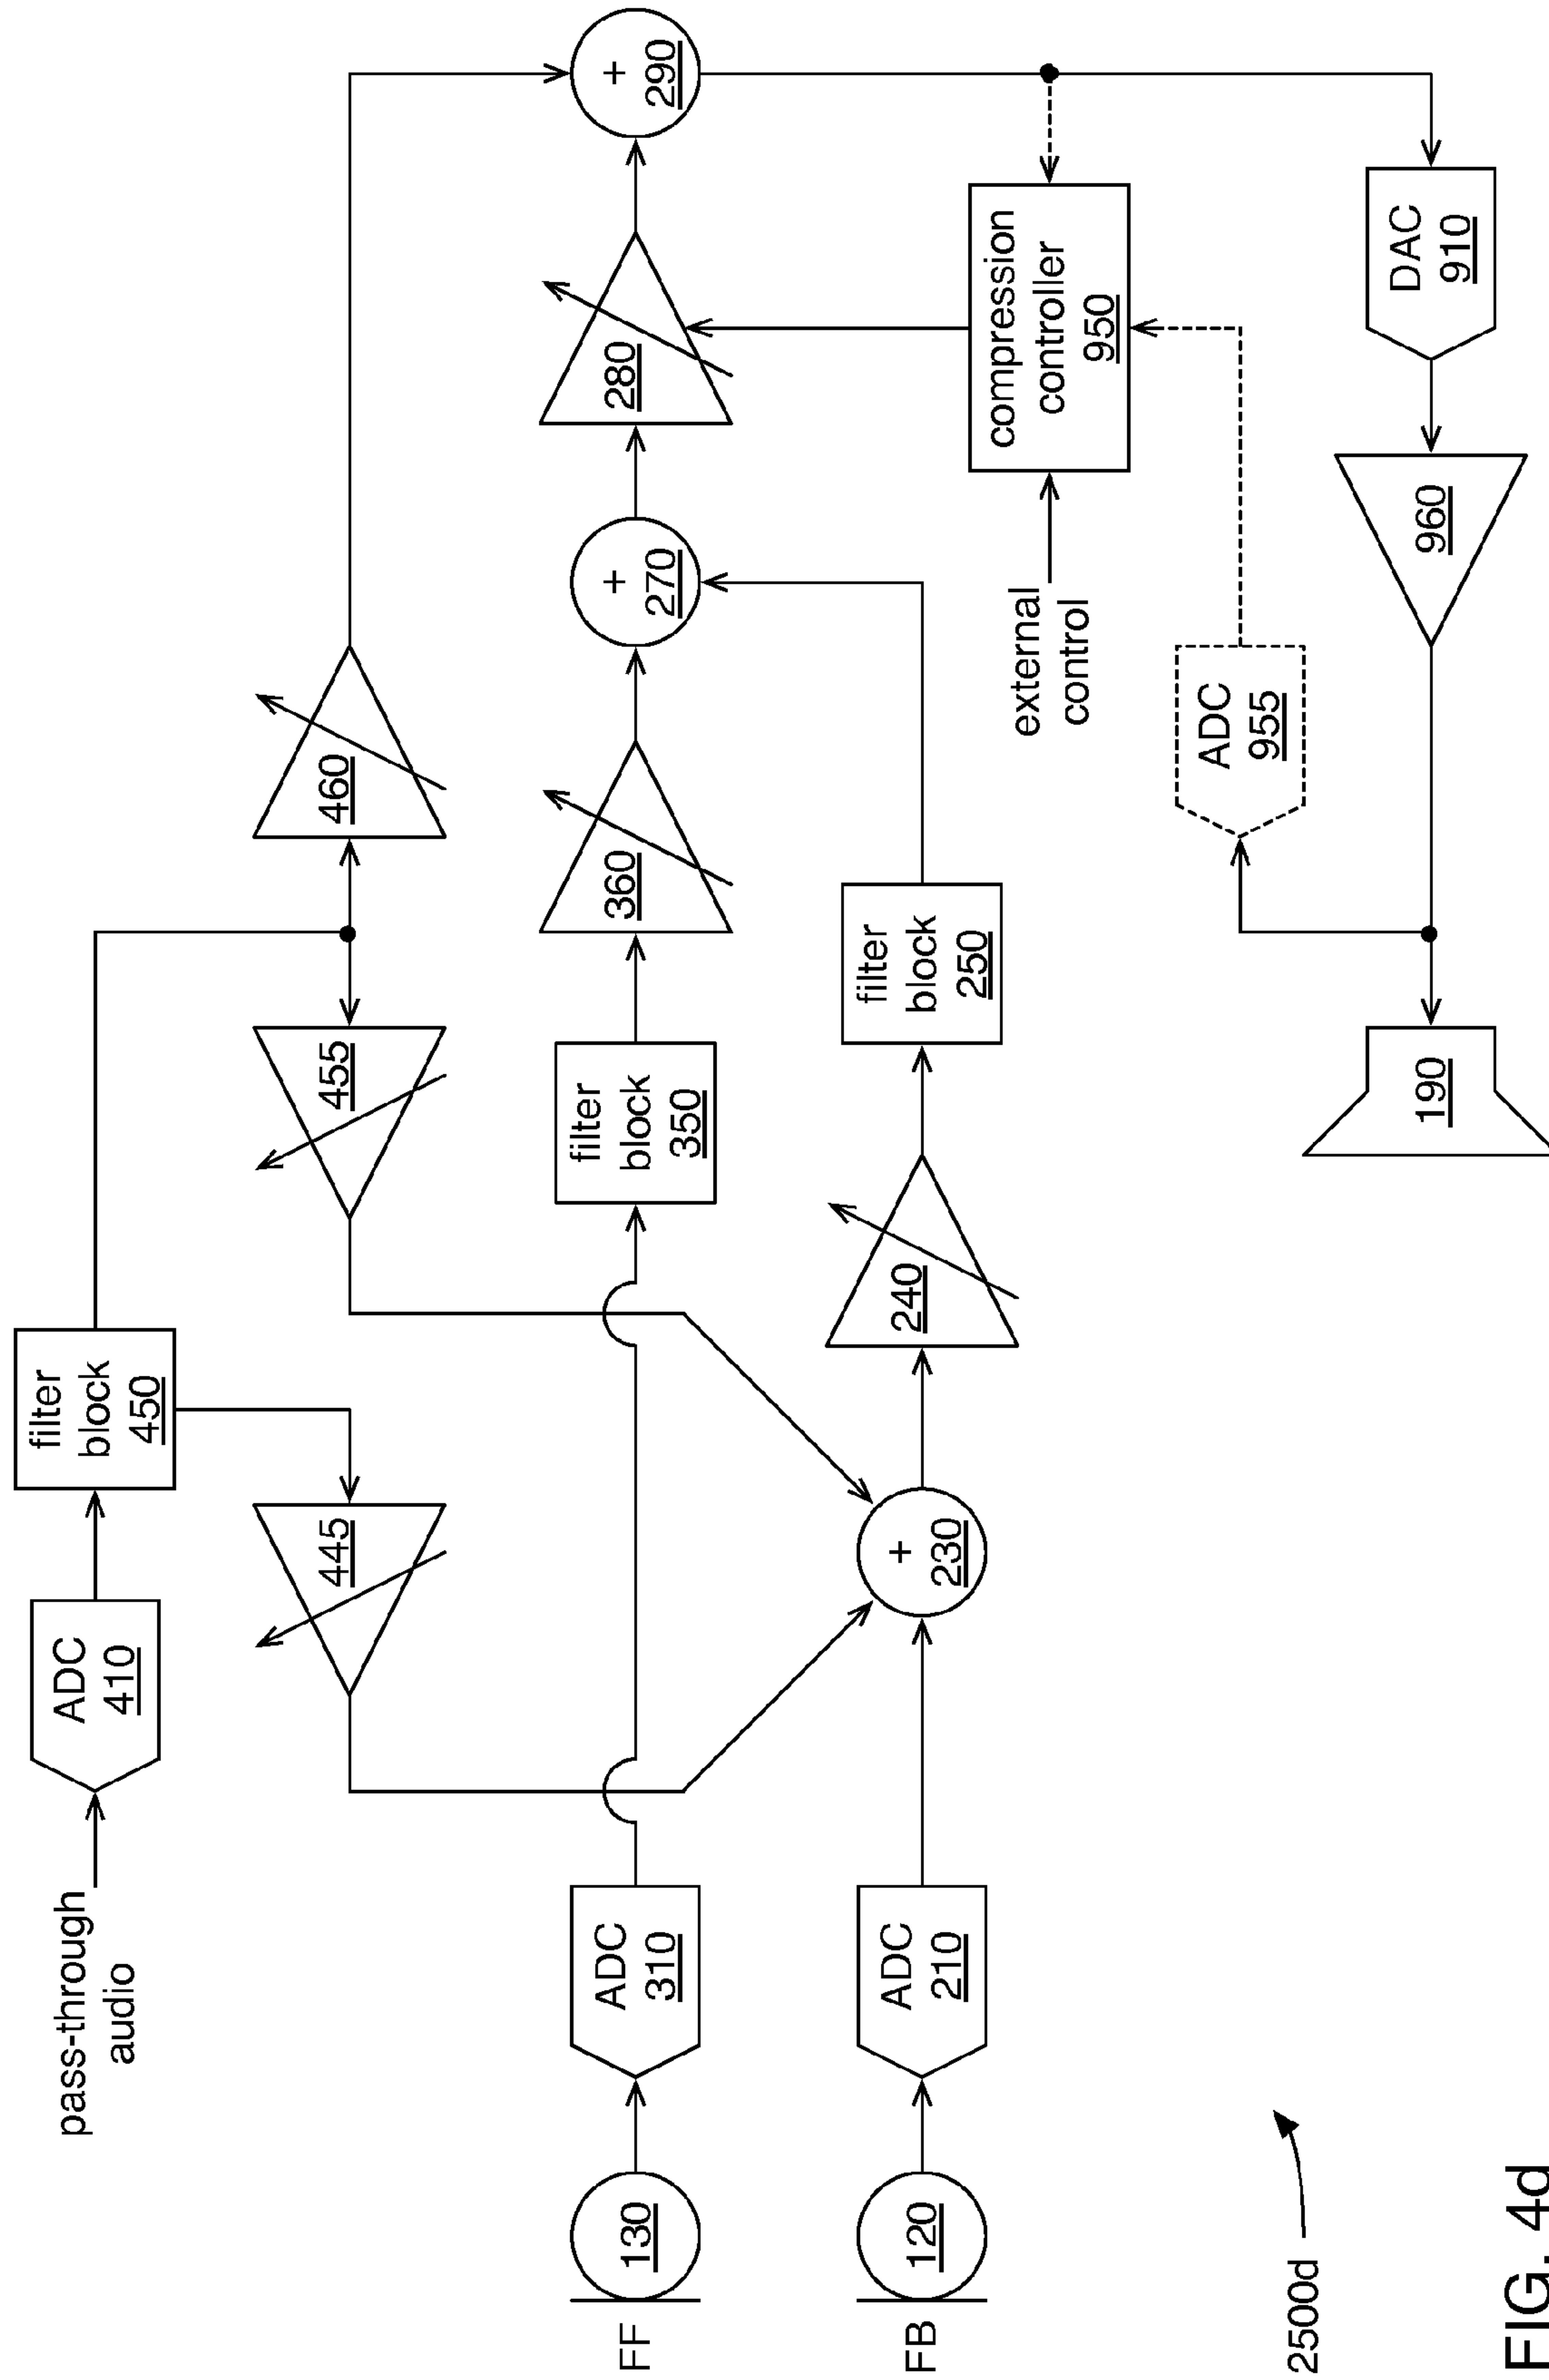 pass-through
audio
ADC
410
filter
block
450
445
455
460
FF
130
ADC
310
filter
block
350
360
+
270
280
+
290
FB
120
ADC
210
+
230
240
filter
block
250
external
control
compression
controller
950
ADC
955
190
960
DAC
910
2500d
FIG. 4d